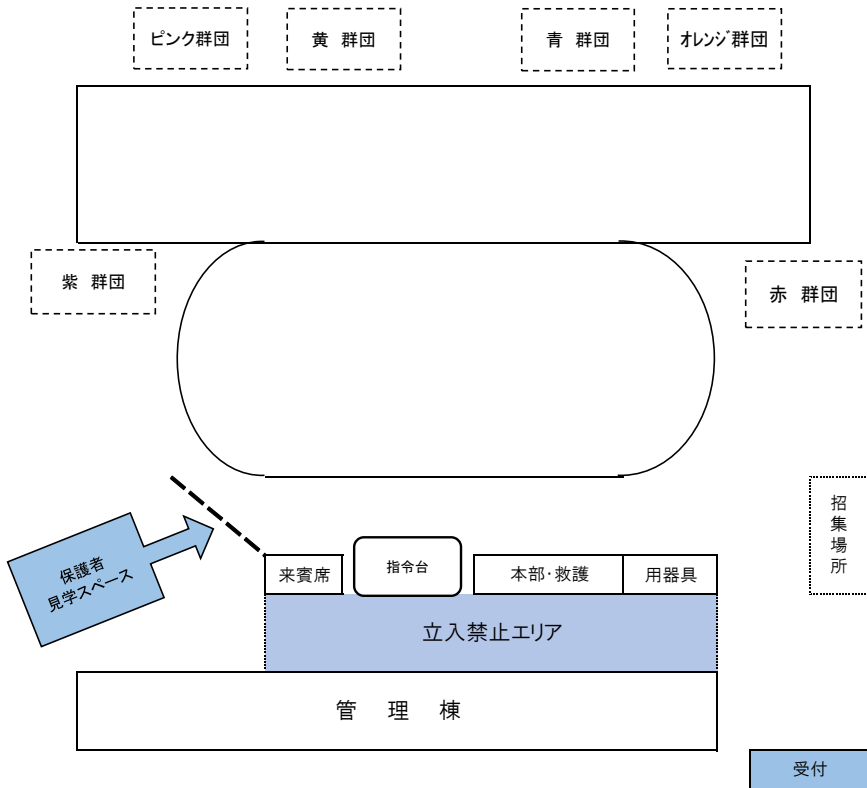 ピンク群団
黄 群団
青 群団
オレンジ群団
紫 群団
赤 群団
招集場所
保護者
見学スペース
来賓席
指令台
本部・救護
用器具
立入禁止エリア
管 理 棟
受付